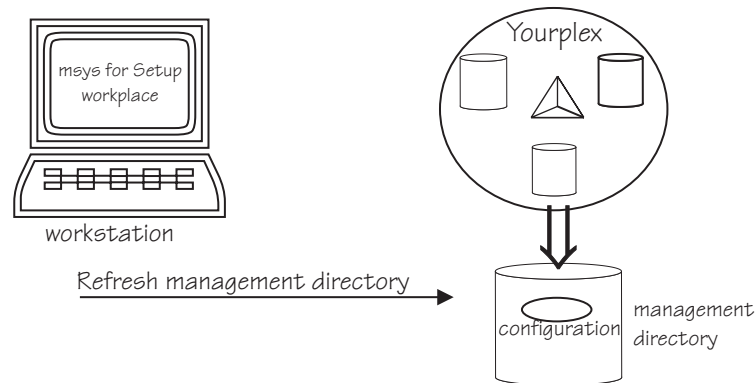 msys for Setup
workplace
workstation
Yourplex
Refresh management directory
configuration
management
directory